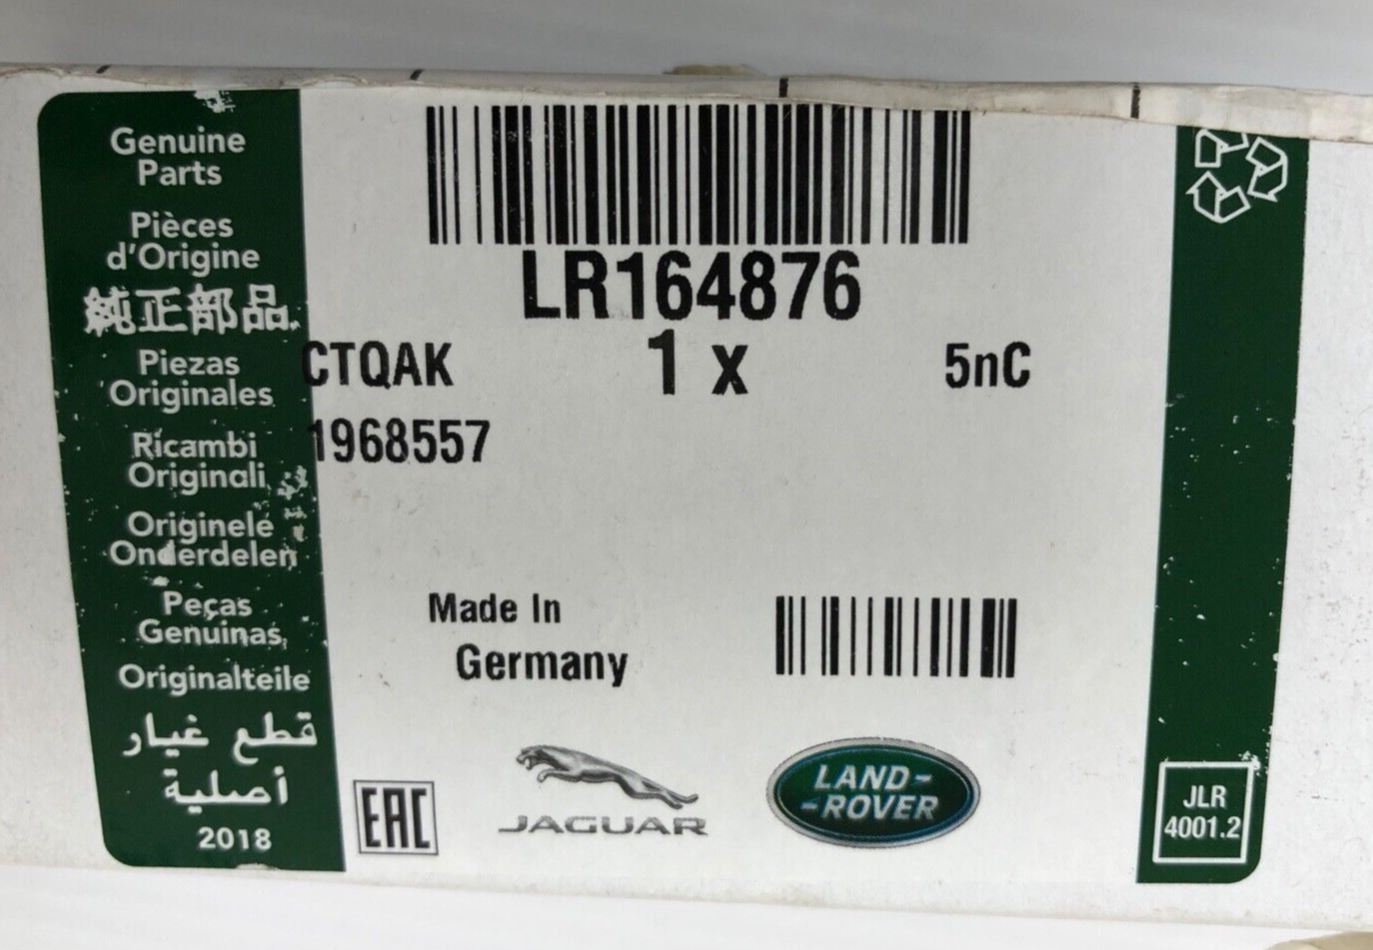 Genuine
Parts
Pièces
d'Origine
純正部品
Piezas
Originales
Ricambi
Originali
Originele
Onderdelen
Peças
Genuinas
Originalteile
قطع غيار
أصلية
2018
LR164876
CTQAK
1 x
5nC
1968557
Made In
Germany
EAC
JAGUAR
LAND-
-ROVER
JLR
4001.2